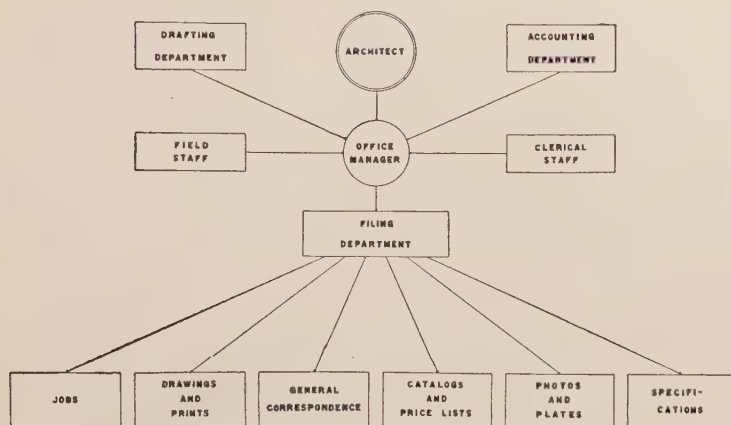 DRAFTING
DEPARTMENT
ARCHITECT
ACCOUNTING
DEPARTMENT
FIELD
STAFF
OFFICE
MANAGER
CLERICAL
STAFF
FILING
DEPARTMENT
JOBS
DRAWINGS
AND
PRINTS
GENERAL
CORRESPONDENCE
CATALOGS
AND
PRICE LISTS
PHOTOS
AND
PLATES
SPECIFI-
CATIONS